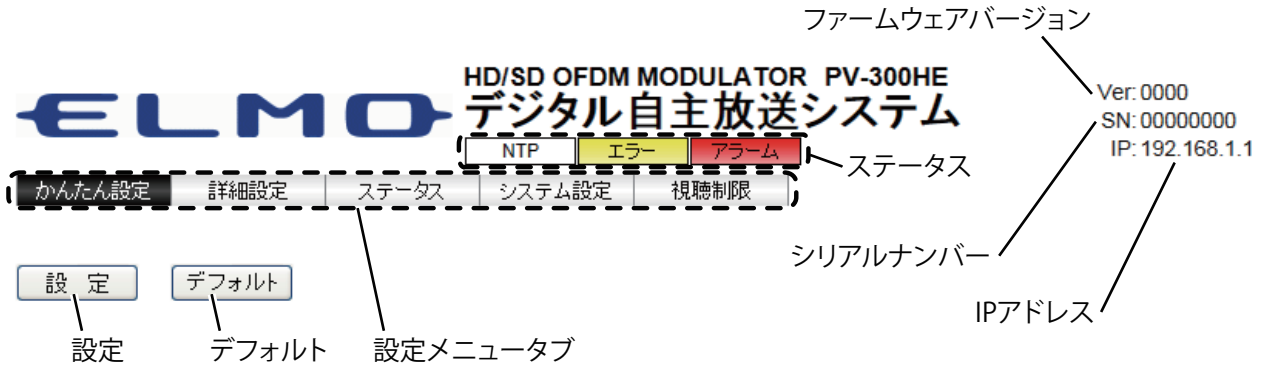 ファームウェアバージョン
ELMO
HD/SD OFDM MODULATOR PV-300HE
デジタル自主放送システム
Ver: 0000
SN: 00000000
IP: 192.168.1.1
NTP エラー アラーム
ステータス
かんたん設定 詳細設定 ステータス システム設定 視聴制限
シリアルナンバー
設 定 デフォルト
IPアドレス
設定 デフォルト 設定メニュータブ